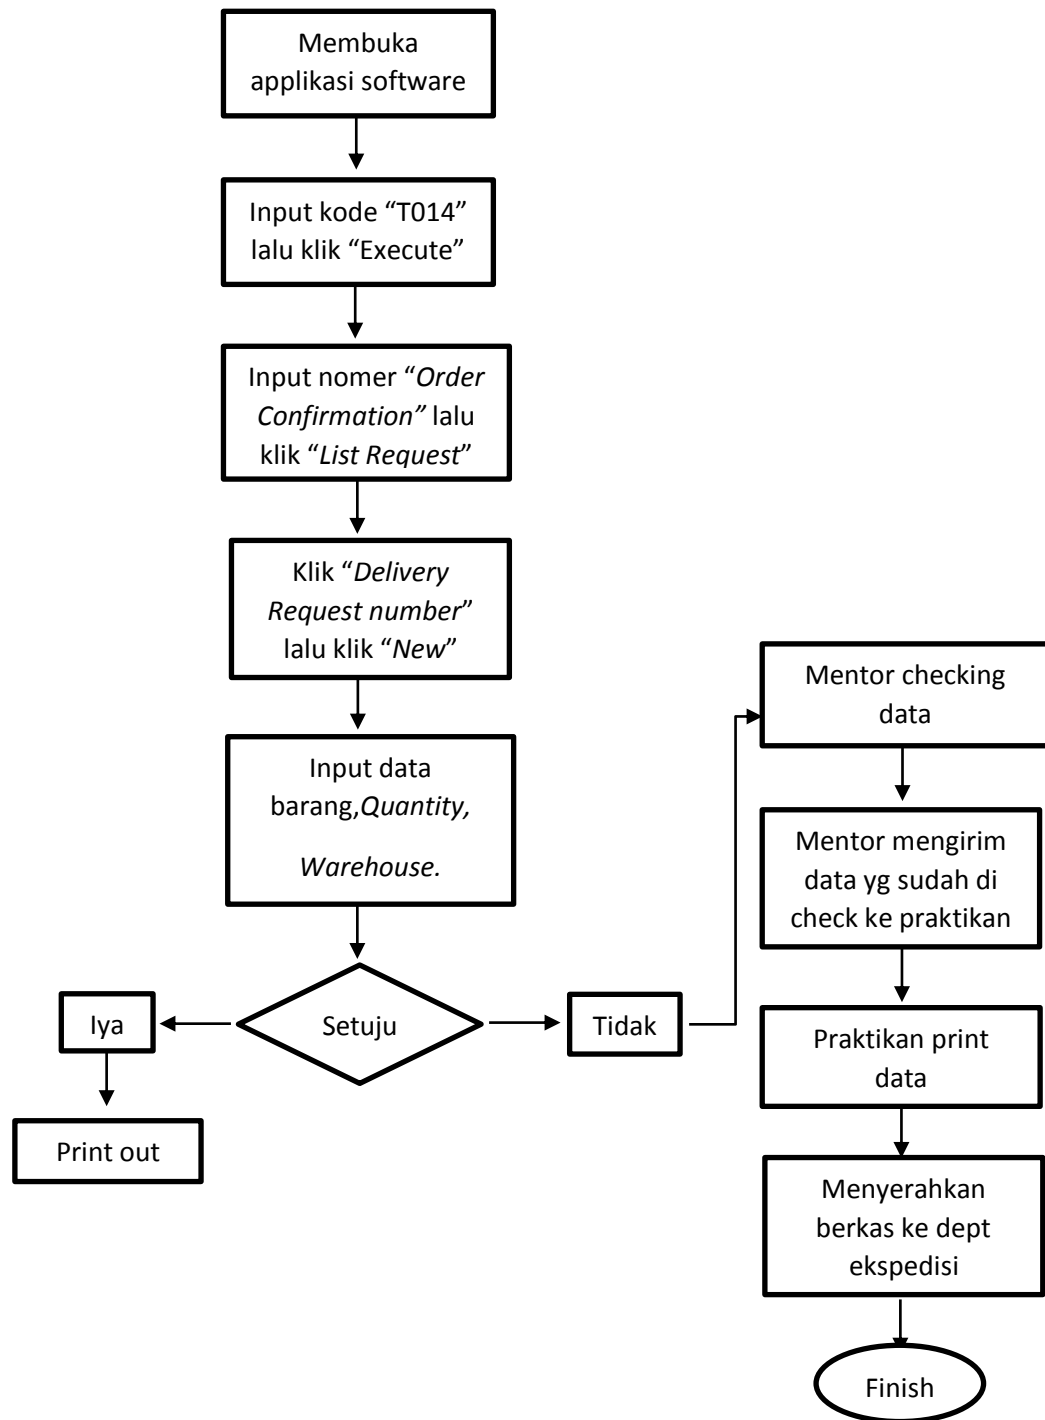 Membuka
applikasi software
Input kode “T014”
lalu klik “Execute”
Input nomer “Order
Confirmation” lalu
klik “List Request”
Klik “Delivery
Request number”
lalu klik “New”
Input data
barang,Quantity,
Warehouse.
Setuju
Iya
Print out
Tidak
Mentor checking
data
Mentor mengirim
data yg sudah di
check ke praktikan
Praktikan print
data
Menyerahkan
berkas ke dept
ekspedisi
Finish